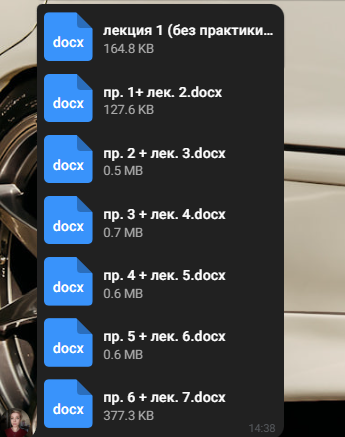 docx
лекция 1 (без практики...
164.8 KB
docx
пр. 1+ лек. 2.docx
127.6 KB
docx
пр. 2 + лек. 3.docx
0.5 MB
docx
пр. 3 + лек. 4.docx
0.7 MB
docx
пр. 4 + лек. 5.docx
0.6 MB
docx
пр. 5 + лек. 6.docx
0.6 MB
docx
пр. 6 + лек. 7.docx
377.3 KB
14:38